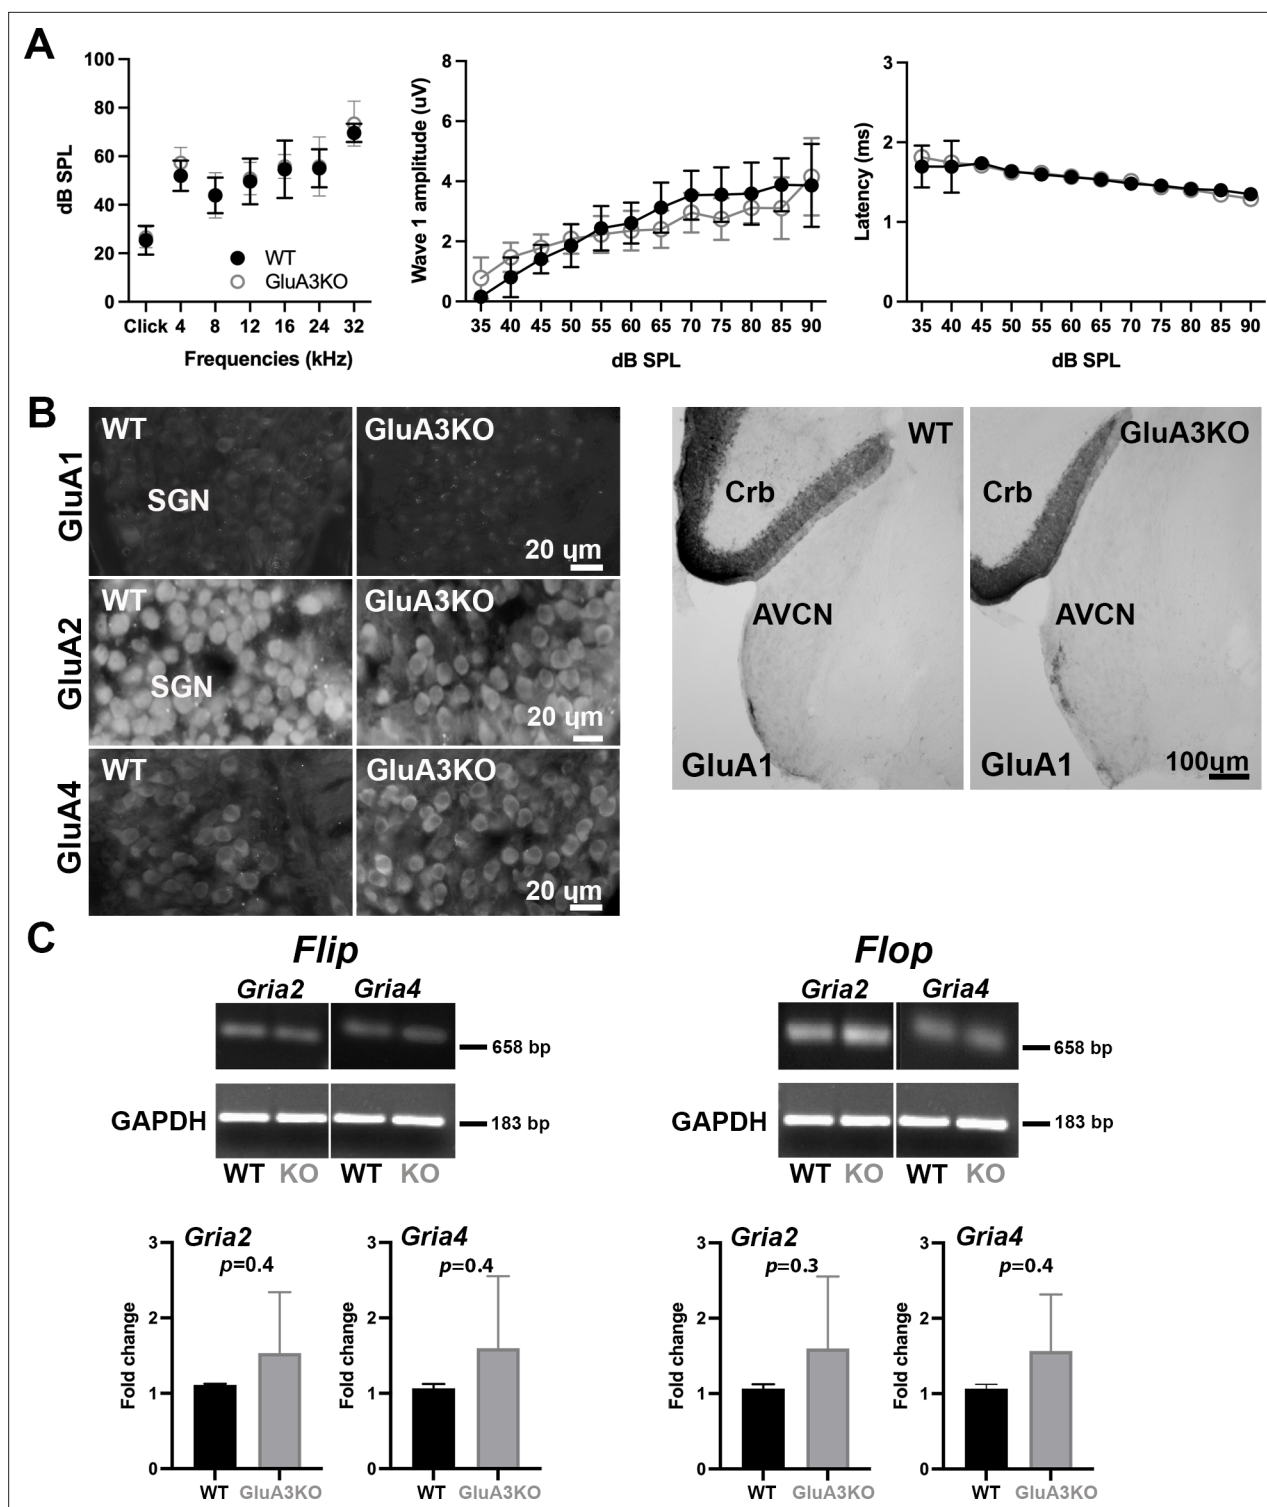 A
100
80
60
40
20
0
dB SPL
WT
GluA3KO
Click 4 8 12 16 24 32
Frequencies (kHz)
8
6
4
2
0
Wave 1 amplitude (uV)
35 40 45 50 55 60 65 70 75 80 85 90
dB SPL
3
2
1
0
Latency (ms)
35 40 45 50 55 60 65 70 75 80 85 90
dB SPL
B
GluA1
WT
SGN
GluA3KO
20 um
GluA2
WT
SGN
GluA3KO
20 um
GluA4
WT
GluA3KO
20 um
WT
Crb
AVCN
GluA1
GluA3KO
Crb
AVCN
GluA1
100um
C
Flip
Gria2 Gria4
658 bp
GAPDH
183 bp
WT KO WT KO
Flop
Gria2 Gria4
658 bp
GAPDH
183 bp
WT KO WT KO
Gria2
p=0.4
3
2
1
0
Fold change
WT GluA3KO
Gria4
p=0.4
3
2
1
0
Fold change
WT GluA3KO
Gria2
p=0.3
3
2
1
0
Fold change
WT GluA3KO
Gria4
p=0.4
3
2
1
0
Fold change
WT GluA3KO